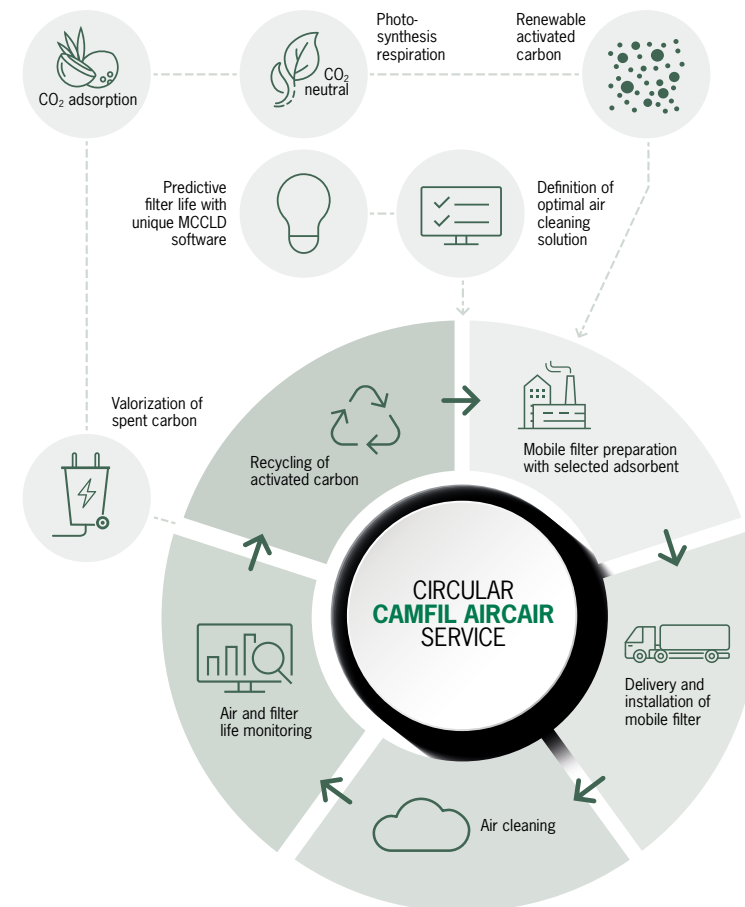 CO₂ adsorption
CO₂
neutral
Photo-
synthesis
respiration
Renewable
activated
carbon
Predictive
filter life with
unique MCCLD
software
Definition of
optimal air
cleaning
solution
Valorization of
spent carbon
Recycling of
activated carbon
Mobile filter preparation
with selected adsorbent
CIRCULAR
CAMFIL AIRCAIR
SERVICE
Delivery and
installation of
mobile filter
Air and filter
life monitoring
Air cleaning